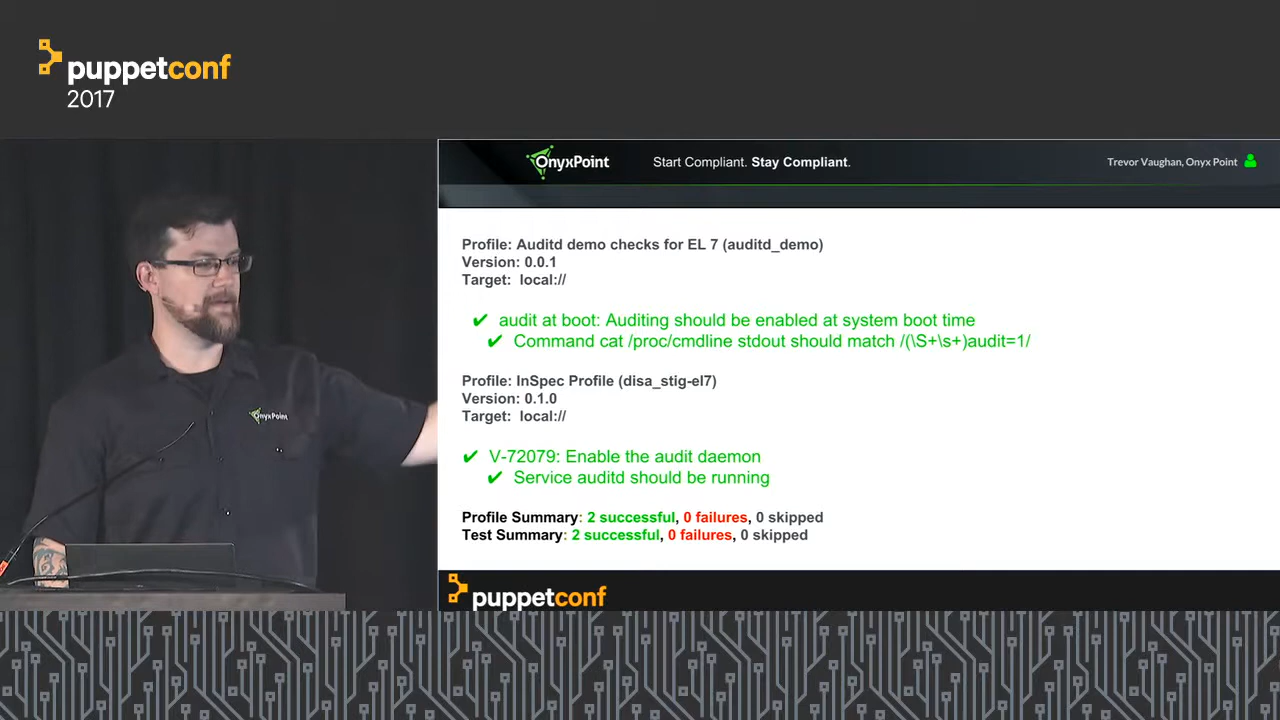 puppetconf
2017
OnyxPoint
Start Compliant. Stay Compliant.
Trevor Vaughan, Onyx Point
Profile: Auditd demo checks for EL 7 (auditd_demo)
Version: 0.0.1
Target: local://
✔ audit at boot: Auditing should be enabled at system boot time
✔ Command cat /proc/cmdline stdout should match /(\S+\s+)audit=1/
Profile: InSpec Profile (disa_stig-el7)
Version: 0.1.0
Target: local://
✔ V-72079: Enable the audit daemon
✔ Service auditd should be running
Profile Summary: 2 successful, 0 failures, 0 skipped
Test Summary: 2 successful, 0 failures, 0 skipped
OnyxPoint
puppetconf